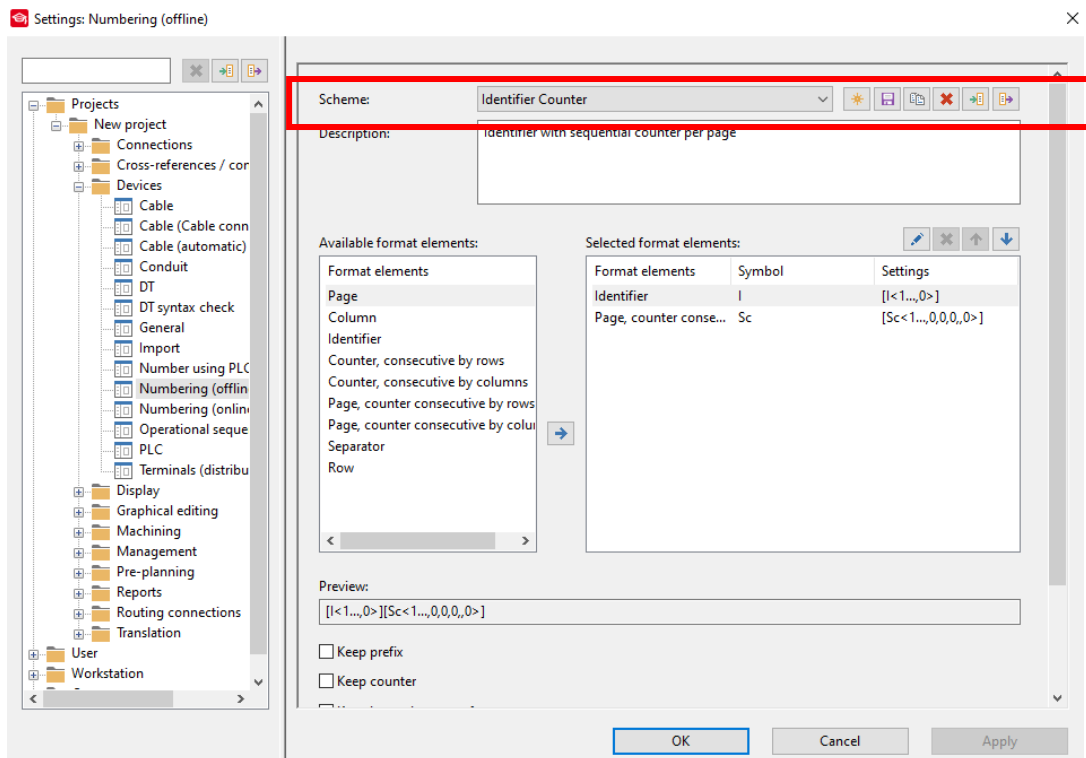 Settings: Numbering (offline)
Projects
New project
Connections
Cross-references / cor
Devices
Cable
Cable (Cable conn
Cable (automatic)
Conduit
DT
DT syntax check
General
Import
Number using PLC
Numbering (offlin
Numbering (onlin
Operational seque
PLC
Terminals (distribu
Display
Graphical editing
Machining
Management
Pre-planning
Reports
Routing connections
Translation
User
Workstation
Scheme: Identifier Counter
Description: Identifier with sequential counter per page
Available format elements:
Format elements
Page
Column
Identifier
Counter, consecutive by rows
Counter, consecutive by columns
Page, counter consecutive by rows
Page, counter consecutive by colu
Separator
Row
Selected format elements:
Format elements Symbol Settings
Identifier I [I<1...,0>]
Page, counter conse... Sc [Sc<1...,0,0,0,,0>]
Preview:
[I<1...,0>][Sc<1...,0,0,0,,0>]
Keep prefix
Keep counter
OK Cancel Apply